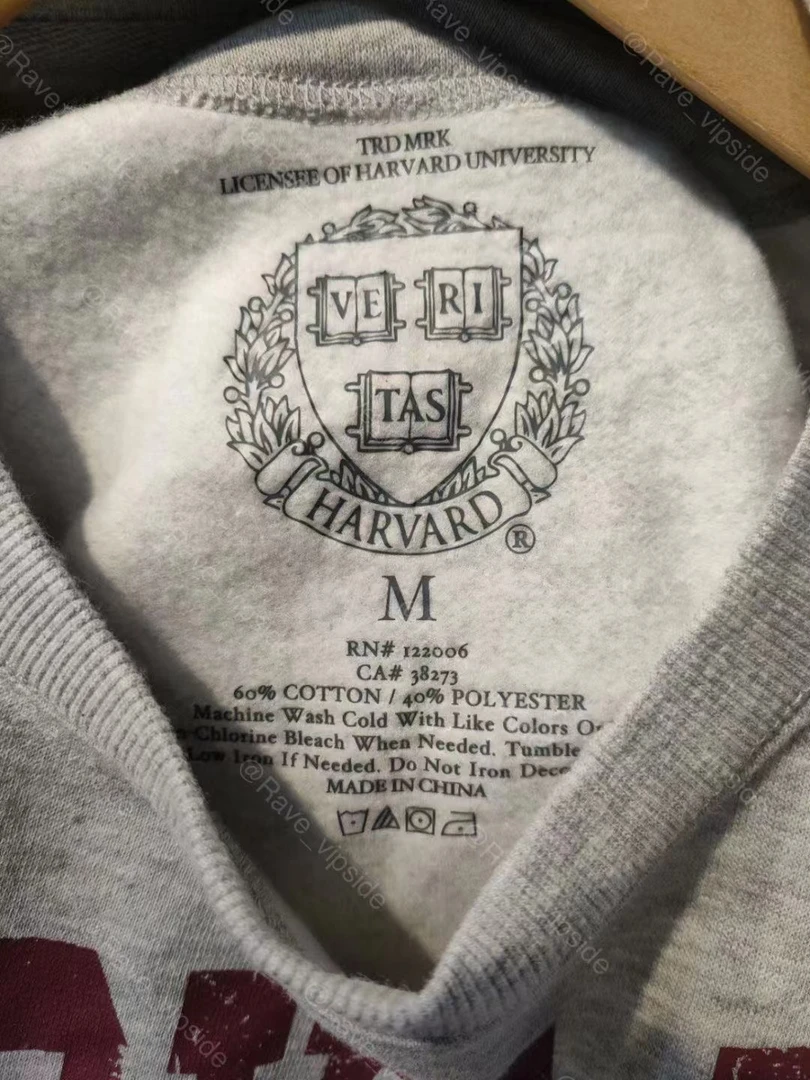 TRD MRK
LICENSEE OF HARVARD UNIVERSITY
VE RI
TAS
HARVARD ®
M
RN# 122006
CA# 38273
60% COTTON / 40% POLYESTER
Machine Wash Cold With Like Colors
Chlorine Bleach When Needed. Tumble
Low Iron If Needed. Do Not Iron
MADE IN CHINA
@Rave_vipside
@Rave_vipside
@Rave_vipside